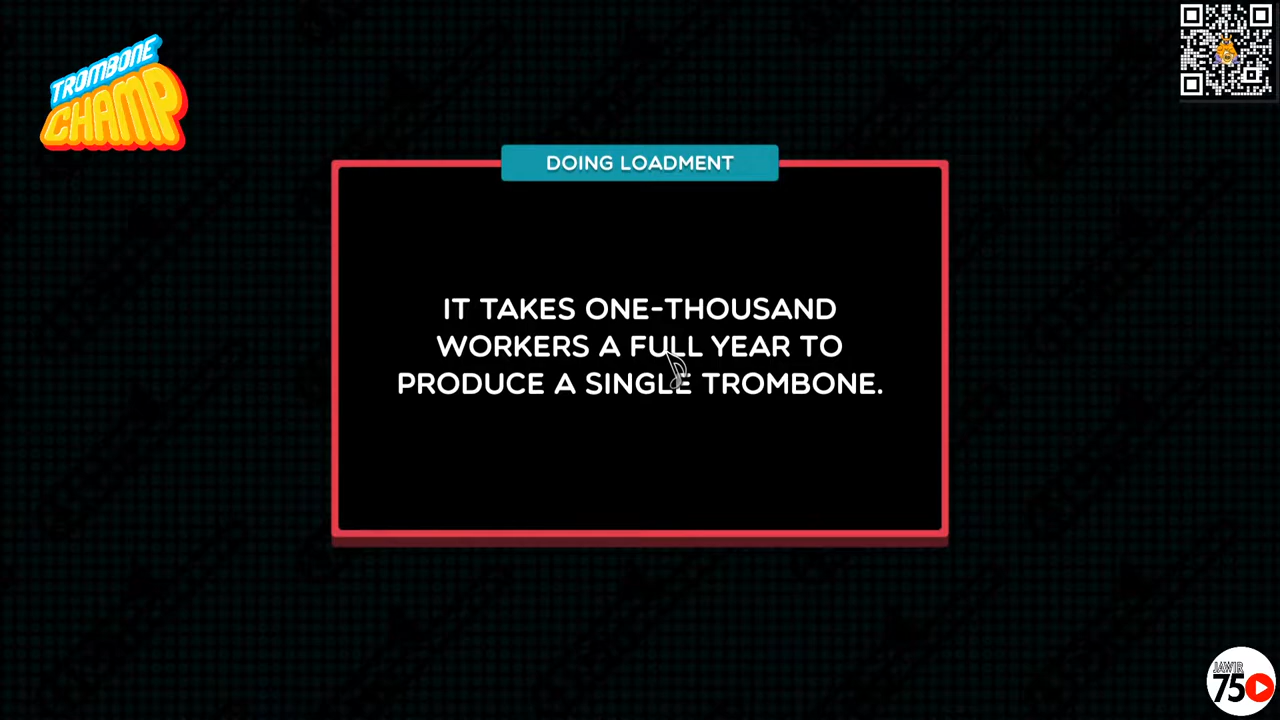 TROMBONE
CHAMP
DOING LOADMENT
IT TAKES ONE-THOUSAND
WORKERS A FULL YEAR TO
PRODUCE A SINGLE TROMBONE.
JAWIR
75